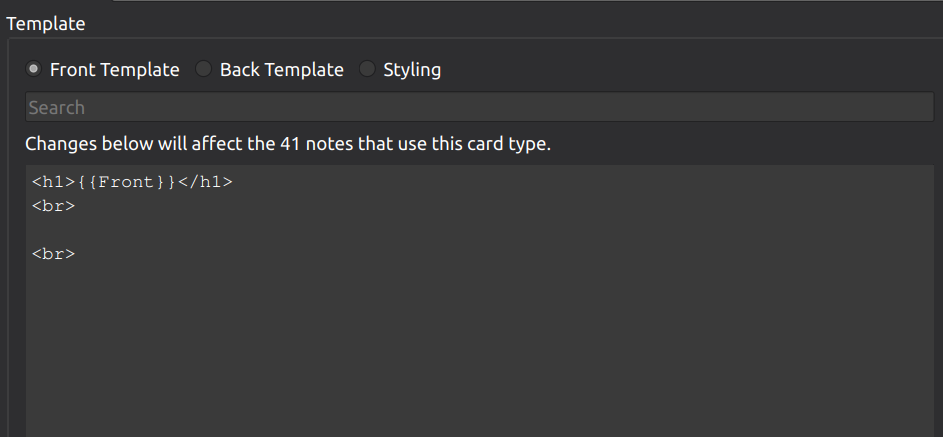 Template
Front Template Back Template Styling
Search
Changes below will affect the 41 notes that use this card type.
<h1>{{Front}}</h1>
<br>
<br>